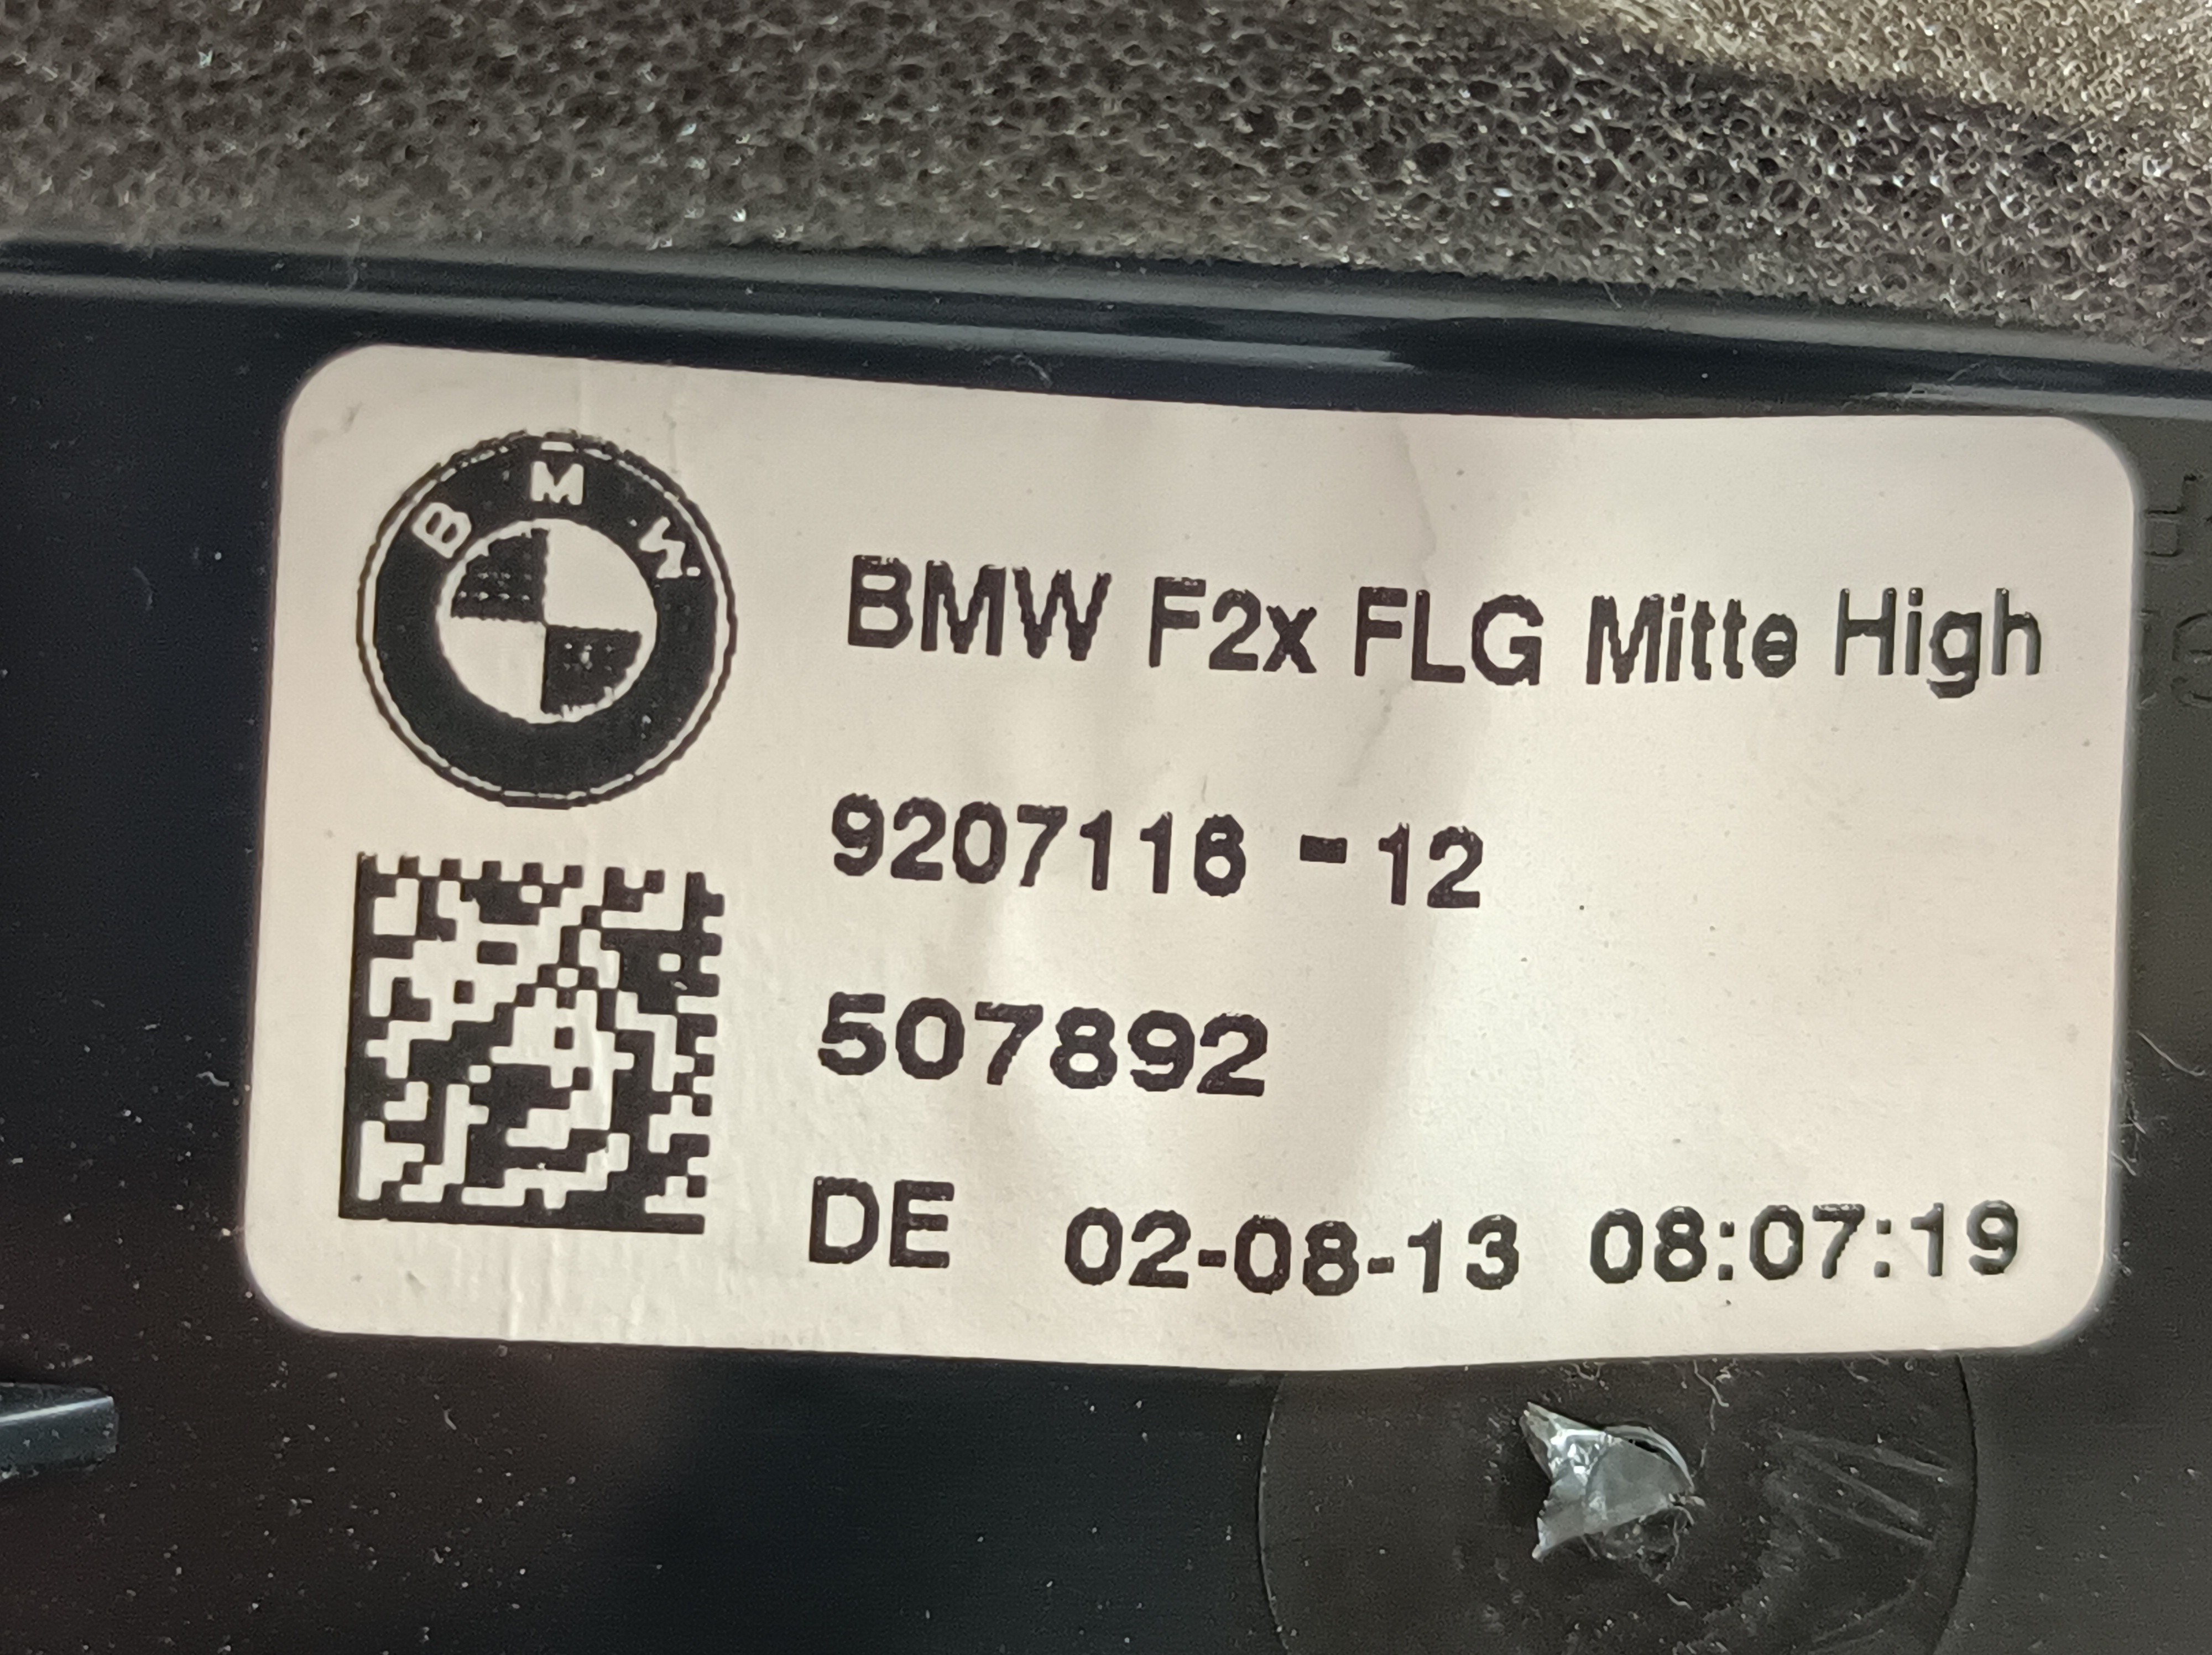 BMW
BMW F2x FLG Mitte High
9207116 - 12
507892
DE 02-08-13 08:07:19